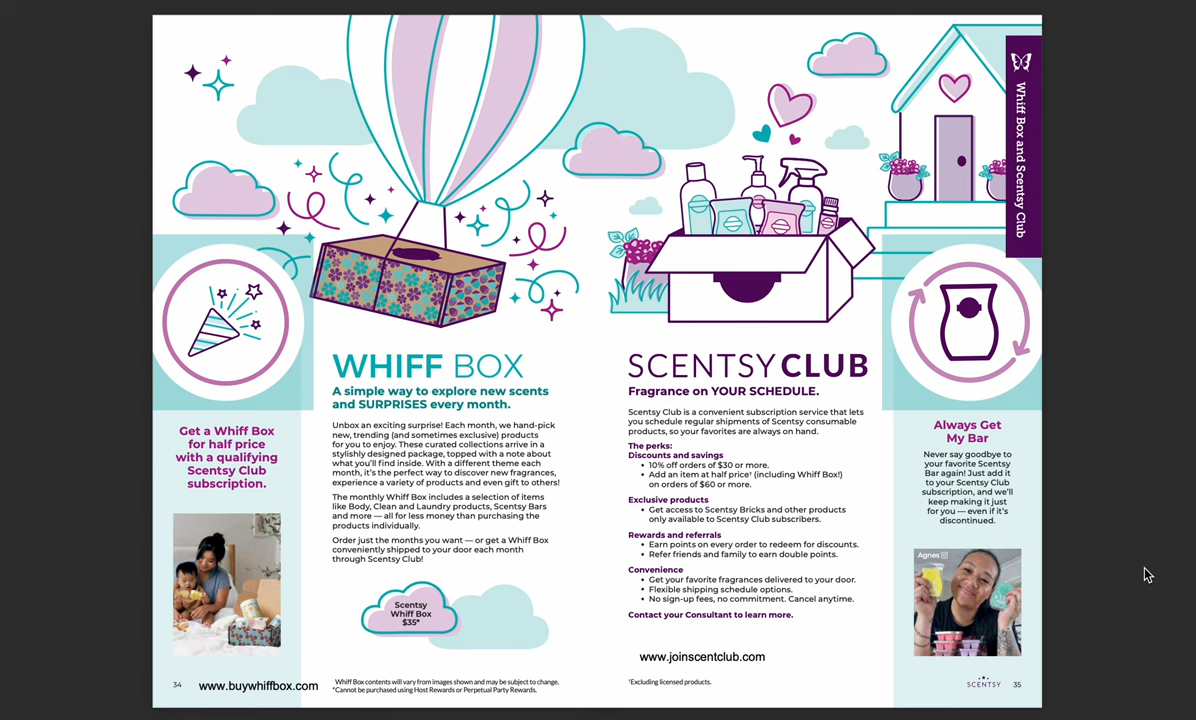 Whiff Box and Scentsy Club
WHIFF BOX
A simple way to explore new scents
and SURPRISES every month.
Unbox an exciting surprise! Each month, we hand-pick
new, trending (and sometimes exclusive) products
for you to enjoy. These curated collections arrive in a
stylishly designed package, topped with a note about
what you'll find inside. With a different theme each
month, it's the perfect way to discover new fragrances,
experience a variety of products and even gift to others!
The monthly Whiff Box includes a selection of items
like Body, Clean and Laundry products, Scentsy Bars
and more — all for less money than purchasing the
products individually.
Order just the months you want — or get a Whiff Box
conveniently shipped to your door each month
through Scentsy Club!
Scentsy
Whiff Box
$35*
Get a Whiff Box
for half price
with a qualifying
Scentsy Club
subscription.
34
www.buywhiffbox.com
Whiff Box contents will vary from images shown and may be subject to change.
*Cannot be purchased using Host Rewards or Perpetual Party Rewards.
SCENTSY CLUB
Fragrance on YOUR SCHEDULE.
Scentsy Club is a convenient subscription service that lets
you schedule regular shipments of Scentsy consumable
products, so your favorites are always on hand.
The perks:
Discounts and savings
• 10% off orders of $30 or more.
• Add an item at half price† (including Whiff Box!)
on orders of $60 or more.
Exclusive products
• Get access to Scentsy Bricks and other products
only available to Scentsy Club subscribers.
Rewards and referrals
• Earn points on every order to redeem for discounts.
• Refer friends and family to earn double points.
Convenience
• Get your favorite fragrances delivered to your door.
• Flexible shipping schedule options.
• No sign-up fees, no commitment. Cancel anytime.
Contact your Consultant to learn more.
www.joinscentclub.com
†Excluding licensed products.
Always Get
My Bar
Never say goodbye to
your favorite Scentsy
Bar again! Just add it
to your Scentsy Club
subscription, and we'll
keep making it just
for you — even if it's
discontinued.
Agnes
SCENTSY
35